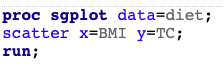 proc sgplot data=diet;
scatter x=BMI y=TC;
run;